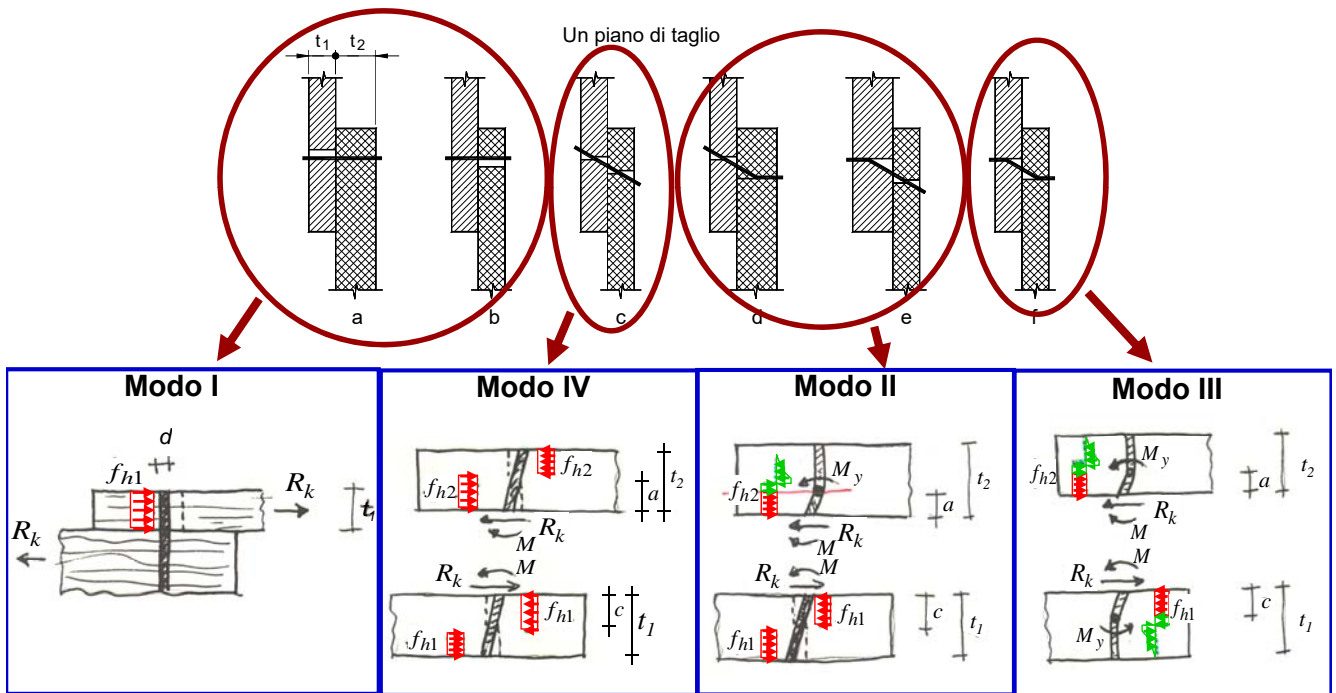 Un piano di taglio
t1 t2
a b c d e f
Modo I
d
fh1
Rk
t1
Rk
Modo IV
fh2
fh2
a
t2
Rk
M
M
Rk
fh1
fh1
c
t1
Modo II
My
fh2
a
t2
Rk
M
M
Rk
fh1
fh1
c
t1
Modo III
My
fh2
a
t2
Rk
M
M
Rk
fh1
My
c
t1